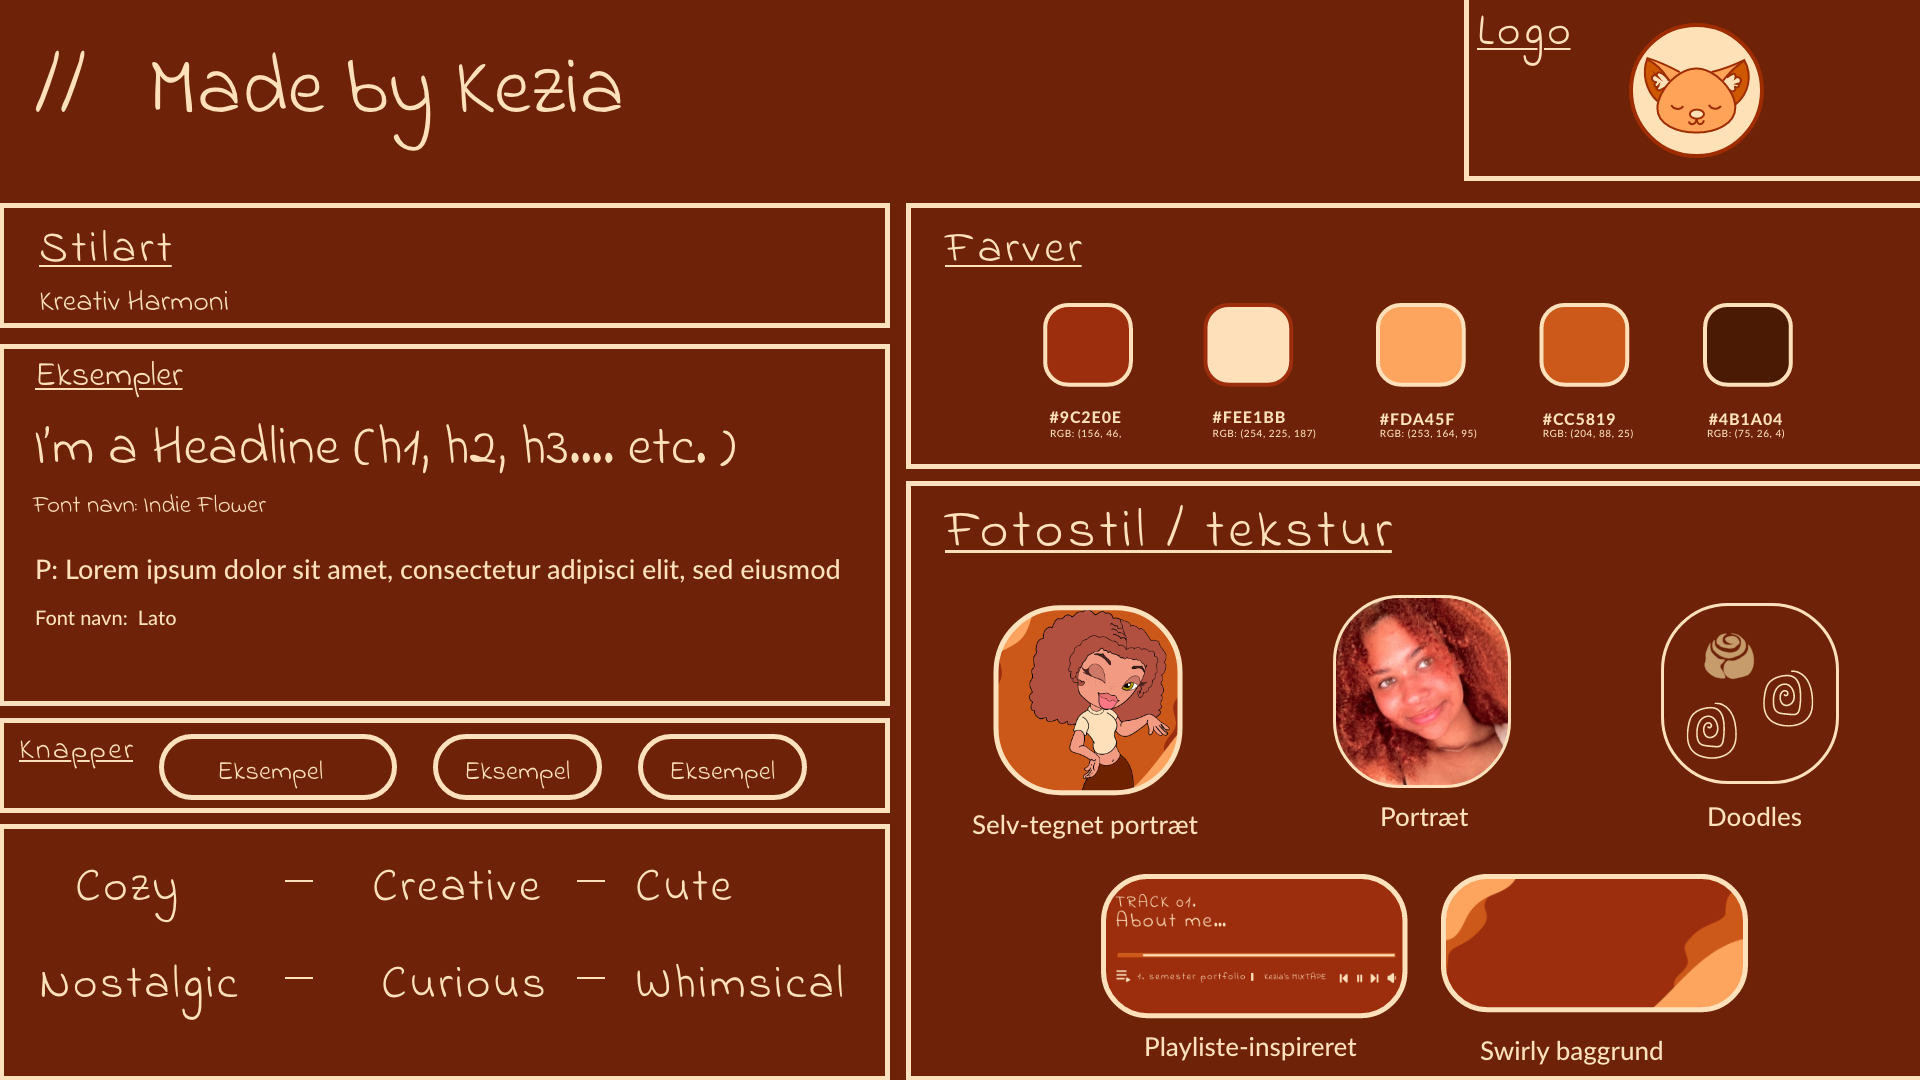 // Made by Kezia
Logo
Stilart
Kreativ Harmoni
Eksempler
I'm a Headline (h1, h2, h3.... etc. )
Font navn: Indie Flower
P: Lorem ipsum dolor sit amet, consectetur adipisci elit, sed eiusmod
Font navn: Lato
Knapper
Eksempel
Eksempel
Eksempel
Cozy — Creative — Cute
Nostalgic — Curious — Whimsical
Farver
#9C2E0E
RGB: (156, 46,
#FEE1BB
RGB: (254, 225, 187)
#FDA45F
RGB: (253, 164, 95)
#CC5819
RGB: (204, 88, 25)
#4B1A04
RGB: (75, 26, 4)
Fotostil / tekstur
Selv-tegnet portræt
Portræt
Doodles
TRACK 01.
About me...
1. semester portfolio
Kezia's MIXTAPE
Playliste-inspireret
Swirly baggrund